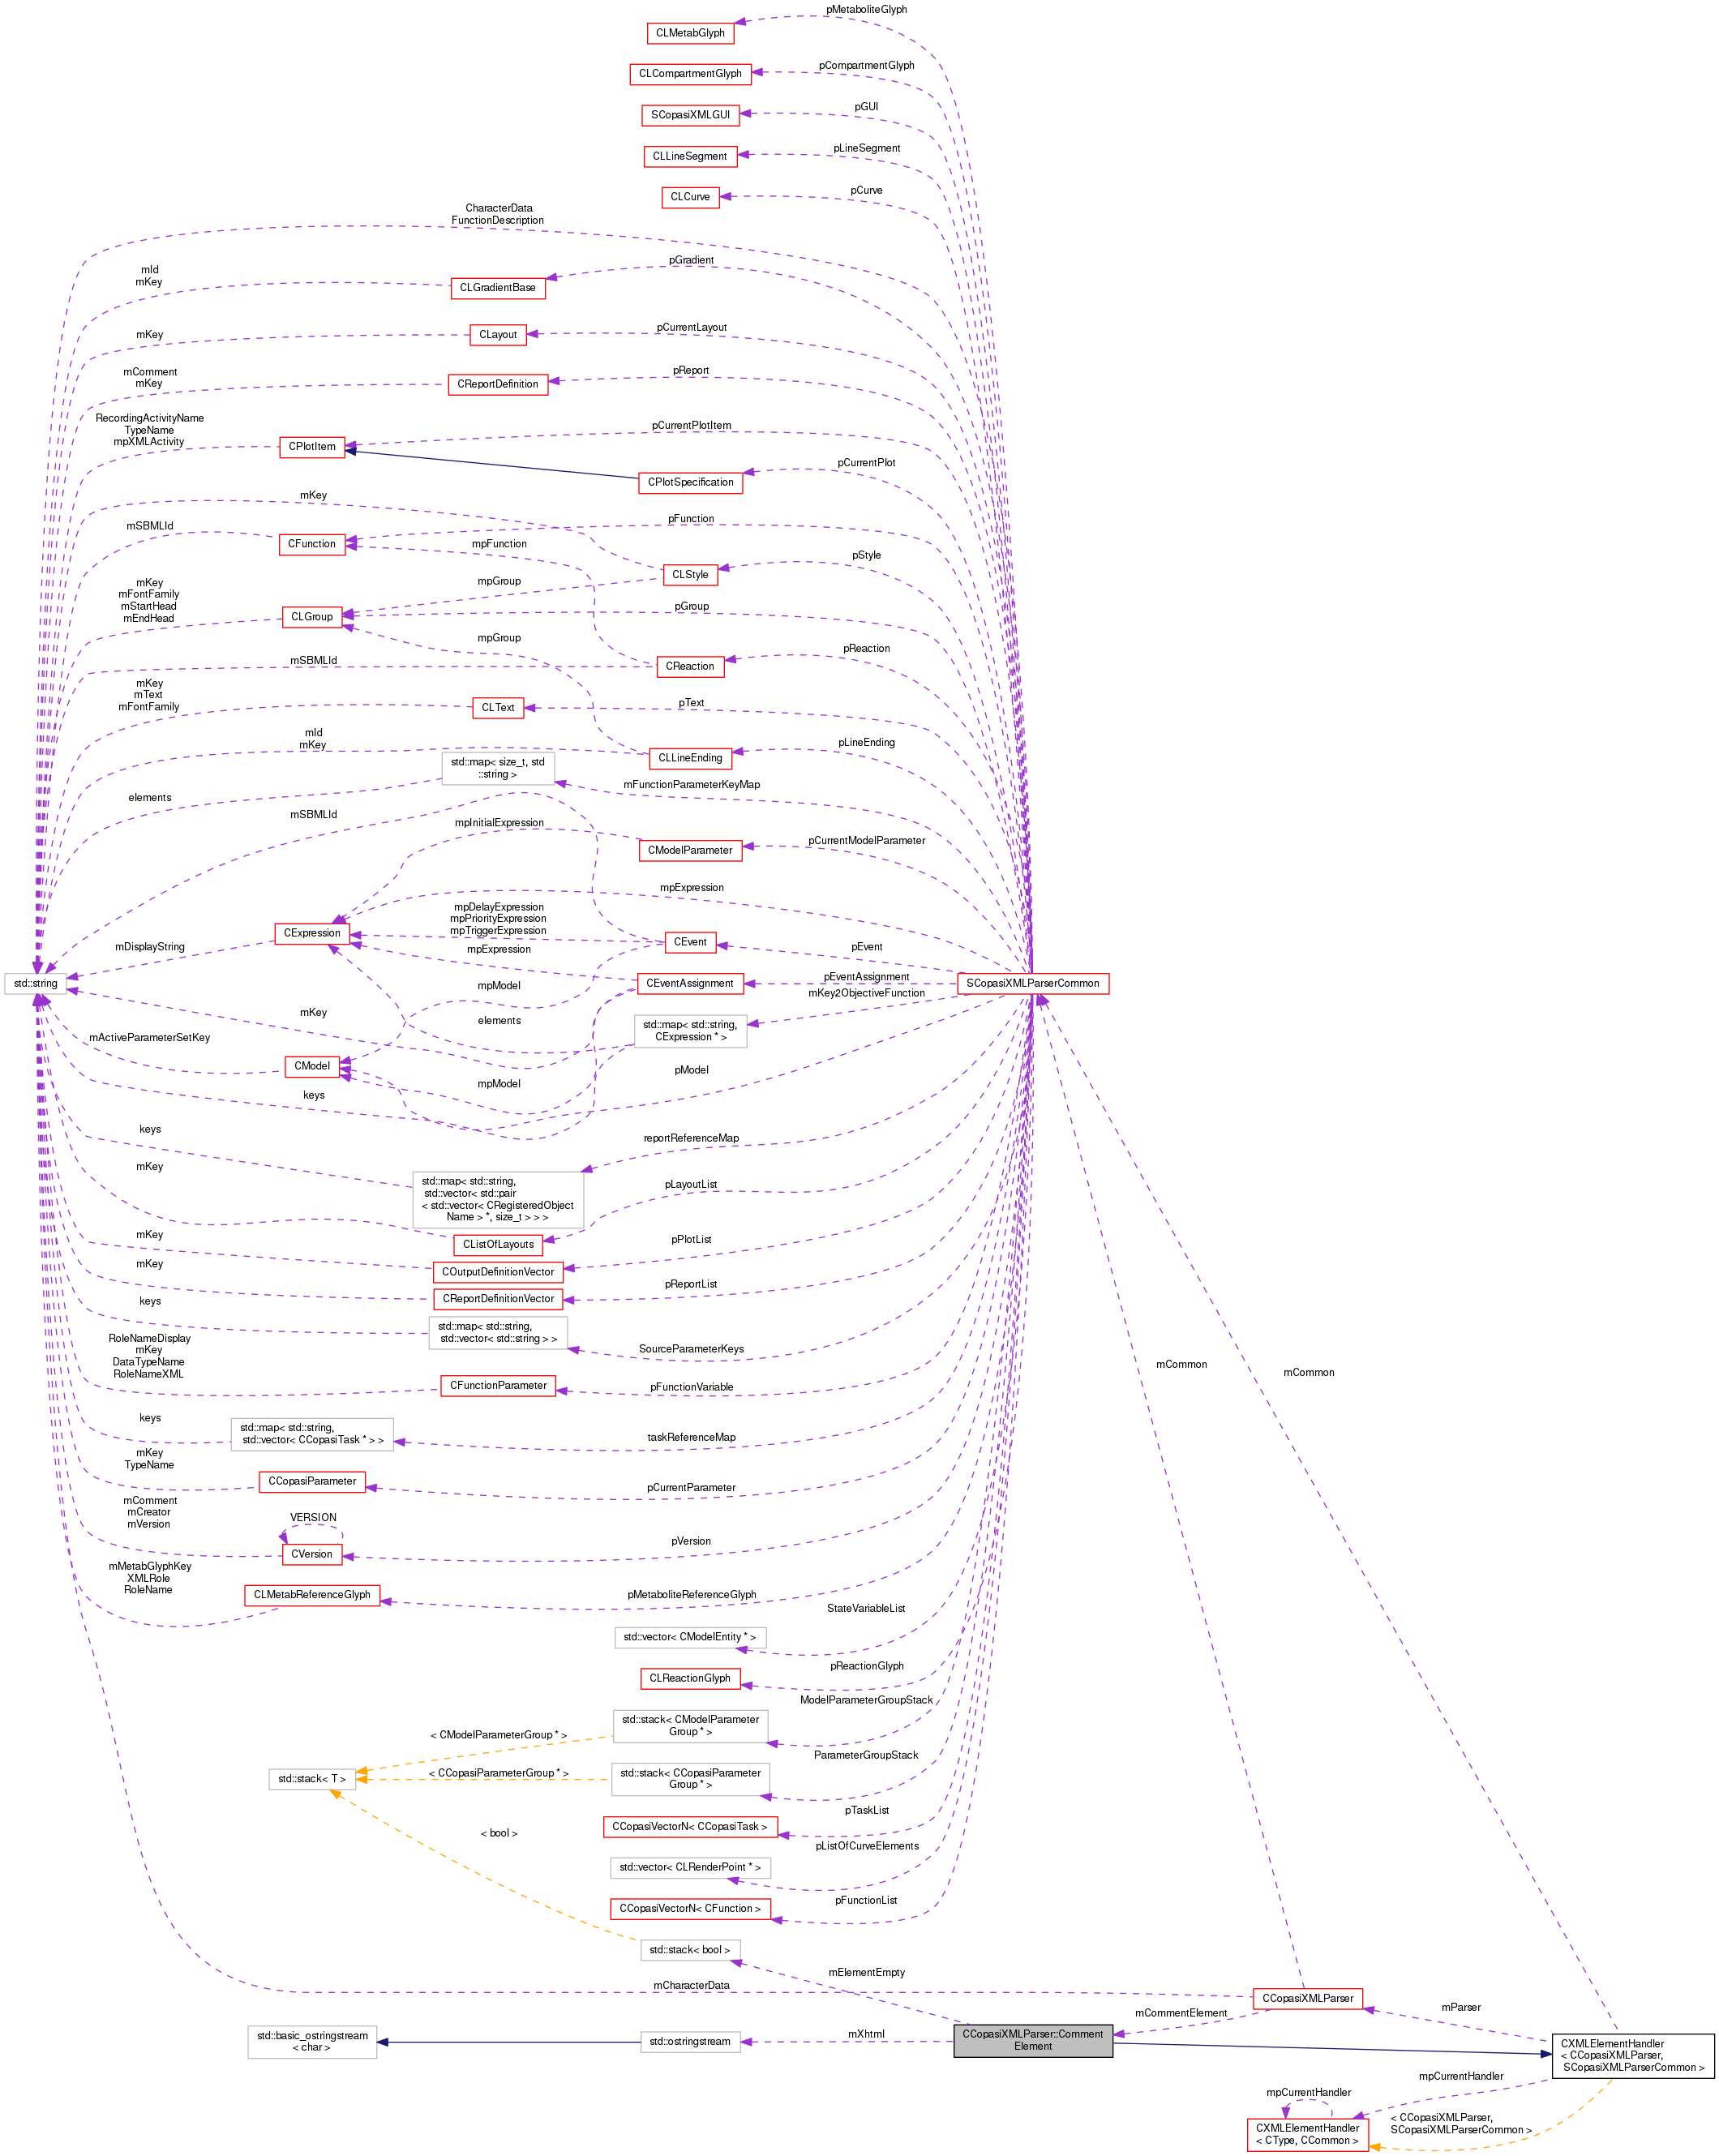 pMetaboliteGlyph
CLMetabGlyph
pCompartmentGlyph
CLCompartmentGlyph
pGUI
SCopasiXMLGUI
pLineSegment
CLLineSegment
pCurve
CLCurve
CharacterData
FunctionDescription
pGradient
mId
mKey
CLGradientBase
pCurrentLayout
mKey
CLayout
pReport
mComment
mKey
CReportDefinition
RecordingActivityName
TypeName
mpXMLActivity
pCurrentPlotItem
CPlotItem
pCurrentPlot
CPlotSpecification
mKey
mSBMLId
pFunction
CFunction
mpFunction
pStyle
CLStyle
mKey
mFontFamily
mStartHead
mEndHead
mpGroup
pGroup
CLGroup
mpGroup
pReaction
mSBMLId
CReaction
mKey
mText
mFontFamily
CLText
pText
mId
mKey
pLineEnding
CLLineEnding
std::map< size_t, std
::string >
elements
mFunctionParameterKeyMap
mSBMLId
mpInitialExpression
CModelParameter
pCurrentModelParameter
mpExpression
mpDelayExpression
mpPriorityExpression
mpTriggerExpression
CExpression
mDisplayString
CEvent
pEvent
mpExpression
std::string
CEventAssignment
pEventAssignment
SCopasiXMLParserCommon
mpModel
mKey2ObjectiveFunction
mKey
elements
std::map< std::string,
CExpression * >
mActiveParameterSetKey
CModel
mpModel
pModel
keys
keys
reportReferenceMap
mKey
std::map< std::string,
std::vector< std::pair
< std::vector< CRegisteredObject
Name > *, size_t > > >
pLayoutList
CListOfLayouts
mKey
pPlotList
COutputDefinitionVector
mKey
pReportList
CReportDefinitionVector
keys
std::map< std::string,
std::vector< std::string > >
SourceParameterKeys
RoleNameDisplay
mKey
DataTypeName
RoleNameXML
CFunctionParameter
pFunctionVariable
mCommon
mCommon
keys
std::map< std::string,
std::vector< CCopasiTask * > >
taskReferenceMap
mKey
TypeName
CCopasiParameter
pCurrentParameter
mComment
mCreator
mVersion
VERSION
CVersion
pVersion
mMetabGlyphKey
XMLRole
RoleName
CLMetabReferenceGlyph
pMetaboliteReferenceGlyph
StateVariableList
std::vector< CModelEntity * >
pReactionGlyph
CLReactionGlyph
ModelParameterGroupStack
std::stack< CModelParameter
Group * >
< CModelParameterGroup * >
ParameterGroupStack
std::stack< T >
< CCopasiParameterGroup * >
std::stack< CCopasiParameter
Group * >
pTaskList
CCopasiVectorN< CCopasiTask >
< bool >
pListOfCurveElements
std::vector< CLRenderPoint * >
pFunctionList
CCopasiVectorN< CFunction >
std::stack< bool >
mElementEmpty
mCharacterData
CCopasiXMLParser
mCommentElement
mParser
std::basic_ostringstream
< char >
std::ostringstream
mXhtml
CCopasiXMLParser::Comment
Element
CXMLElementHandler
< CCopasiXMLParser,
SCopasiXMLParserCommon >
mpCurrentHandler
mpCurrentHandler
CXMLElementHandler
< CType, CCommon >
< CCopasiXMLParser,
SCopasiXMLParserCommon >